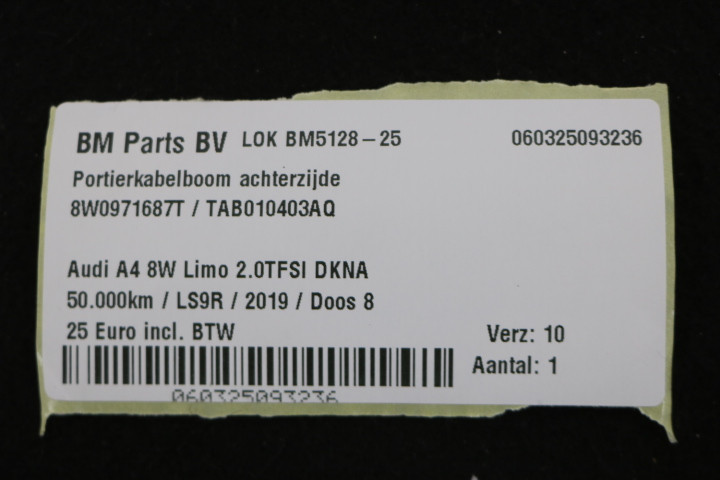 BM Parts BV LOK BM5128-25 060325093236
Portierkabelboom achterzijde
8W0971687T / TAB010403AQ
Audi A4 8W Limo 2.0TFSI DKNA
50.000km / LS9R / 2019 / Doos 8
25 Euro incl. BTW Verz: 10
Aantal: 1
060325093236